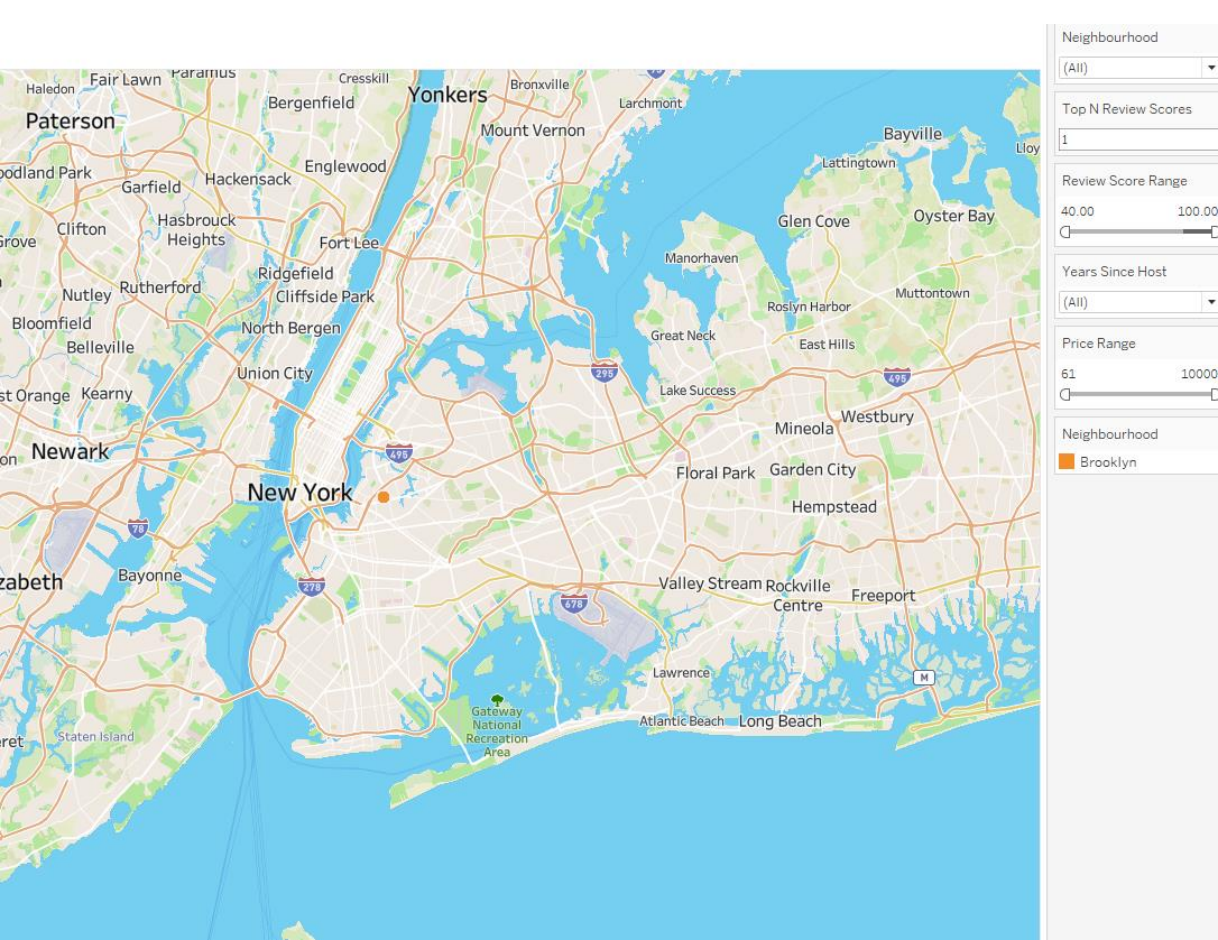 Haledon
Fair Lawn
Paramus
Cresskill
Bergenfield
Yonkers
Bronxville
Larchmont
Paterson
Mount Vernon
Bayville
Lattingtown
Lloy
oodland Park
Garfield
Hackensack
Englewood
Clifton
Hasbrouck
Heights
Fort Lee
Glen Cove
Oyster Bay
Grove
Manorhaven
Ridgefield
Nutley
Rutherford
Cliffside Park
Muttontown
Roslyn Harbor
Bloomfield
North Bergen
Great Neck
East Hills
Belleville
Union City
295
495
st Orange
Kearny
Lake Success
Westbury
Mineola
Newark
on
495
Floral Park
Garden City
New York
Hempstead
78
zabeth
Bayonne
278
678
Valley Stream
Rockville
Centre
Freeport
Lawrence
M
Gateway
National
Recreation
Area
Atlantic Beach
Long Beach
ret
Staten Island
Neighbourhood
(All)
Top N Review Scores
1
Review Score Range
40.00 100.00
Years Since Host
(All)
Price Range
61 10000
Neighbourhood
Brooklyn